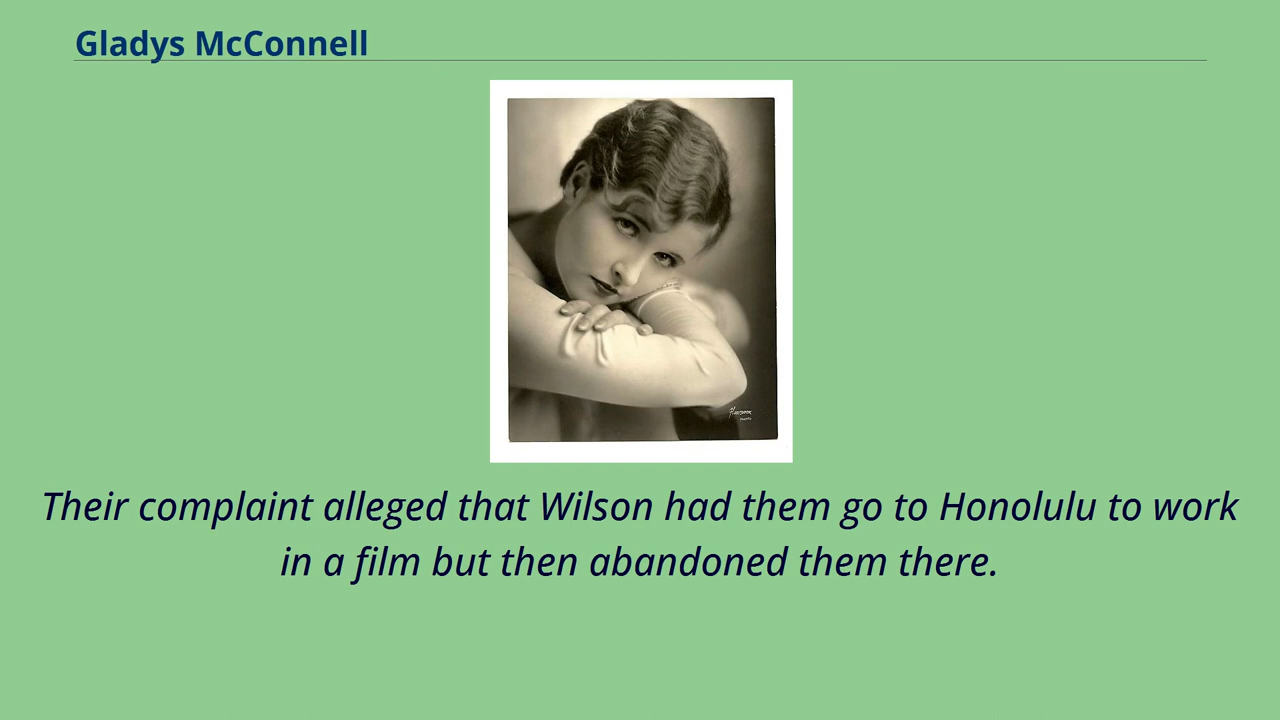 Gladys McConnell
Their complaint alleged that Wilson had them go to Honolulu to work
in a film but then abandoned them there.